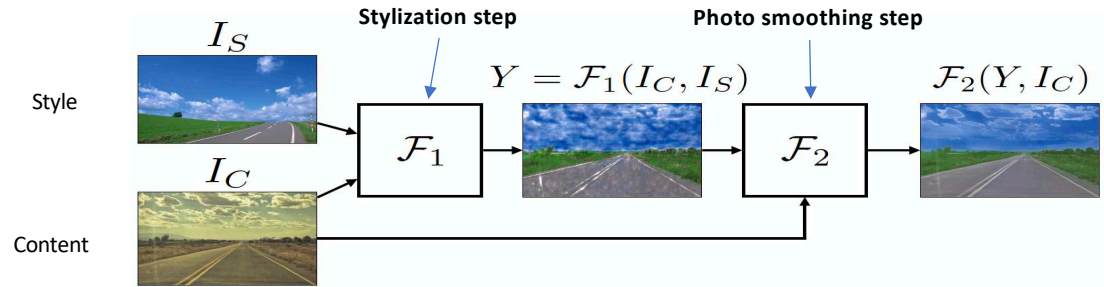 Stylization step
Photo smoothing step
I_S
Y = F_1(I_C, I_S)
F_2(Y, I_C)
Style
F_1
F_2
I_C
Content